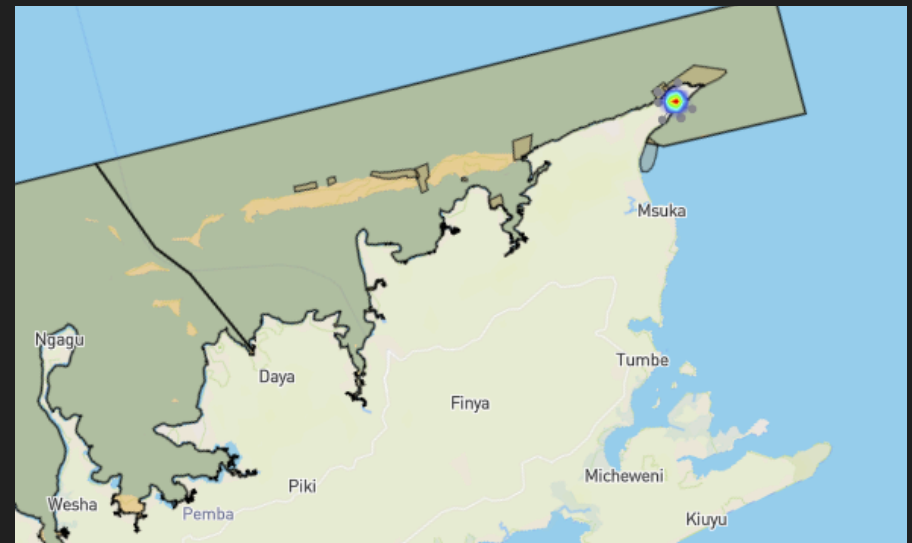 Msuka
Ngagu
Tumbe
Daya
Finya
Micheweni
Piki
Wesha
Pemba
Kiuyu